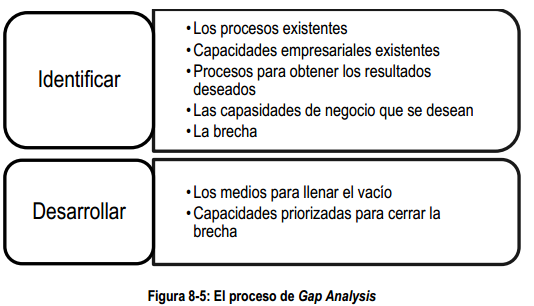 Identificar
• Los procesos existentes
• Capacidades empresariales existentes
• Procesos para obtener los resultados
deseados
• Las capasidades de negocio que se desean
• La brecha
Desarrollar
• Los medios para llenar el vacío
• Capacidades priorizadas para cerrar la
brecha
Figura 8-5: El proceso de Gap Analysis